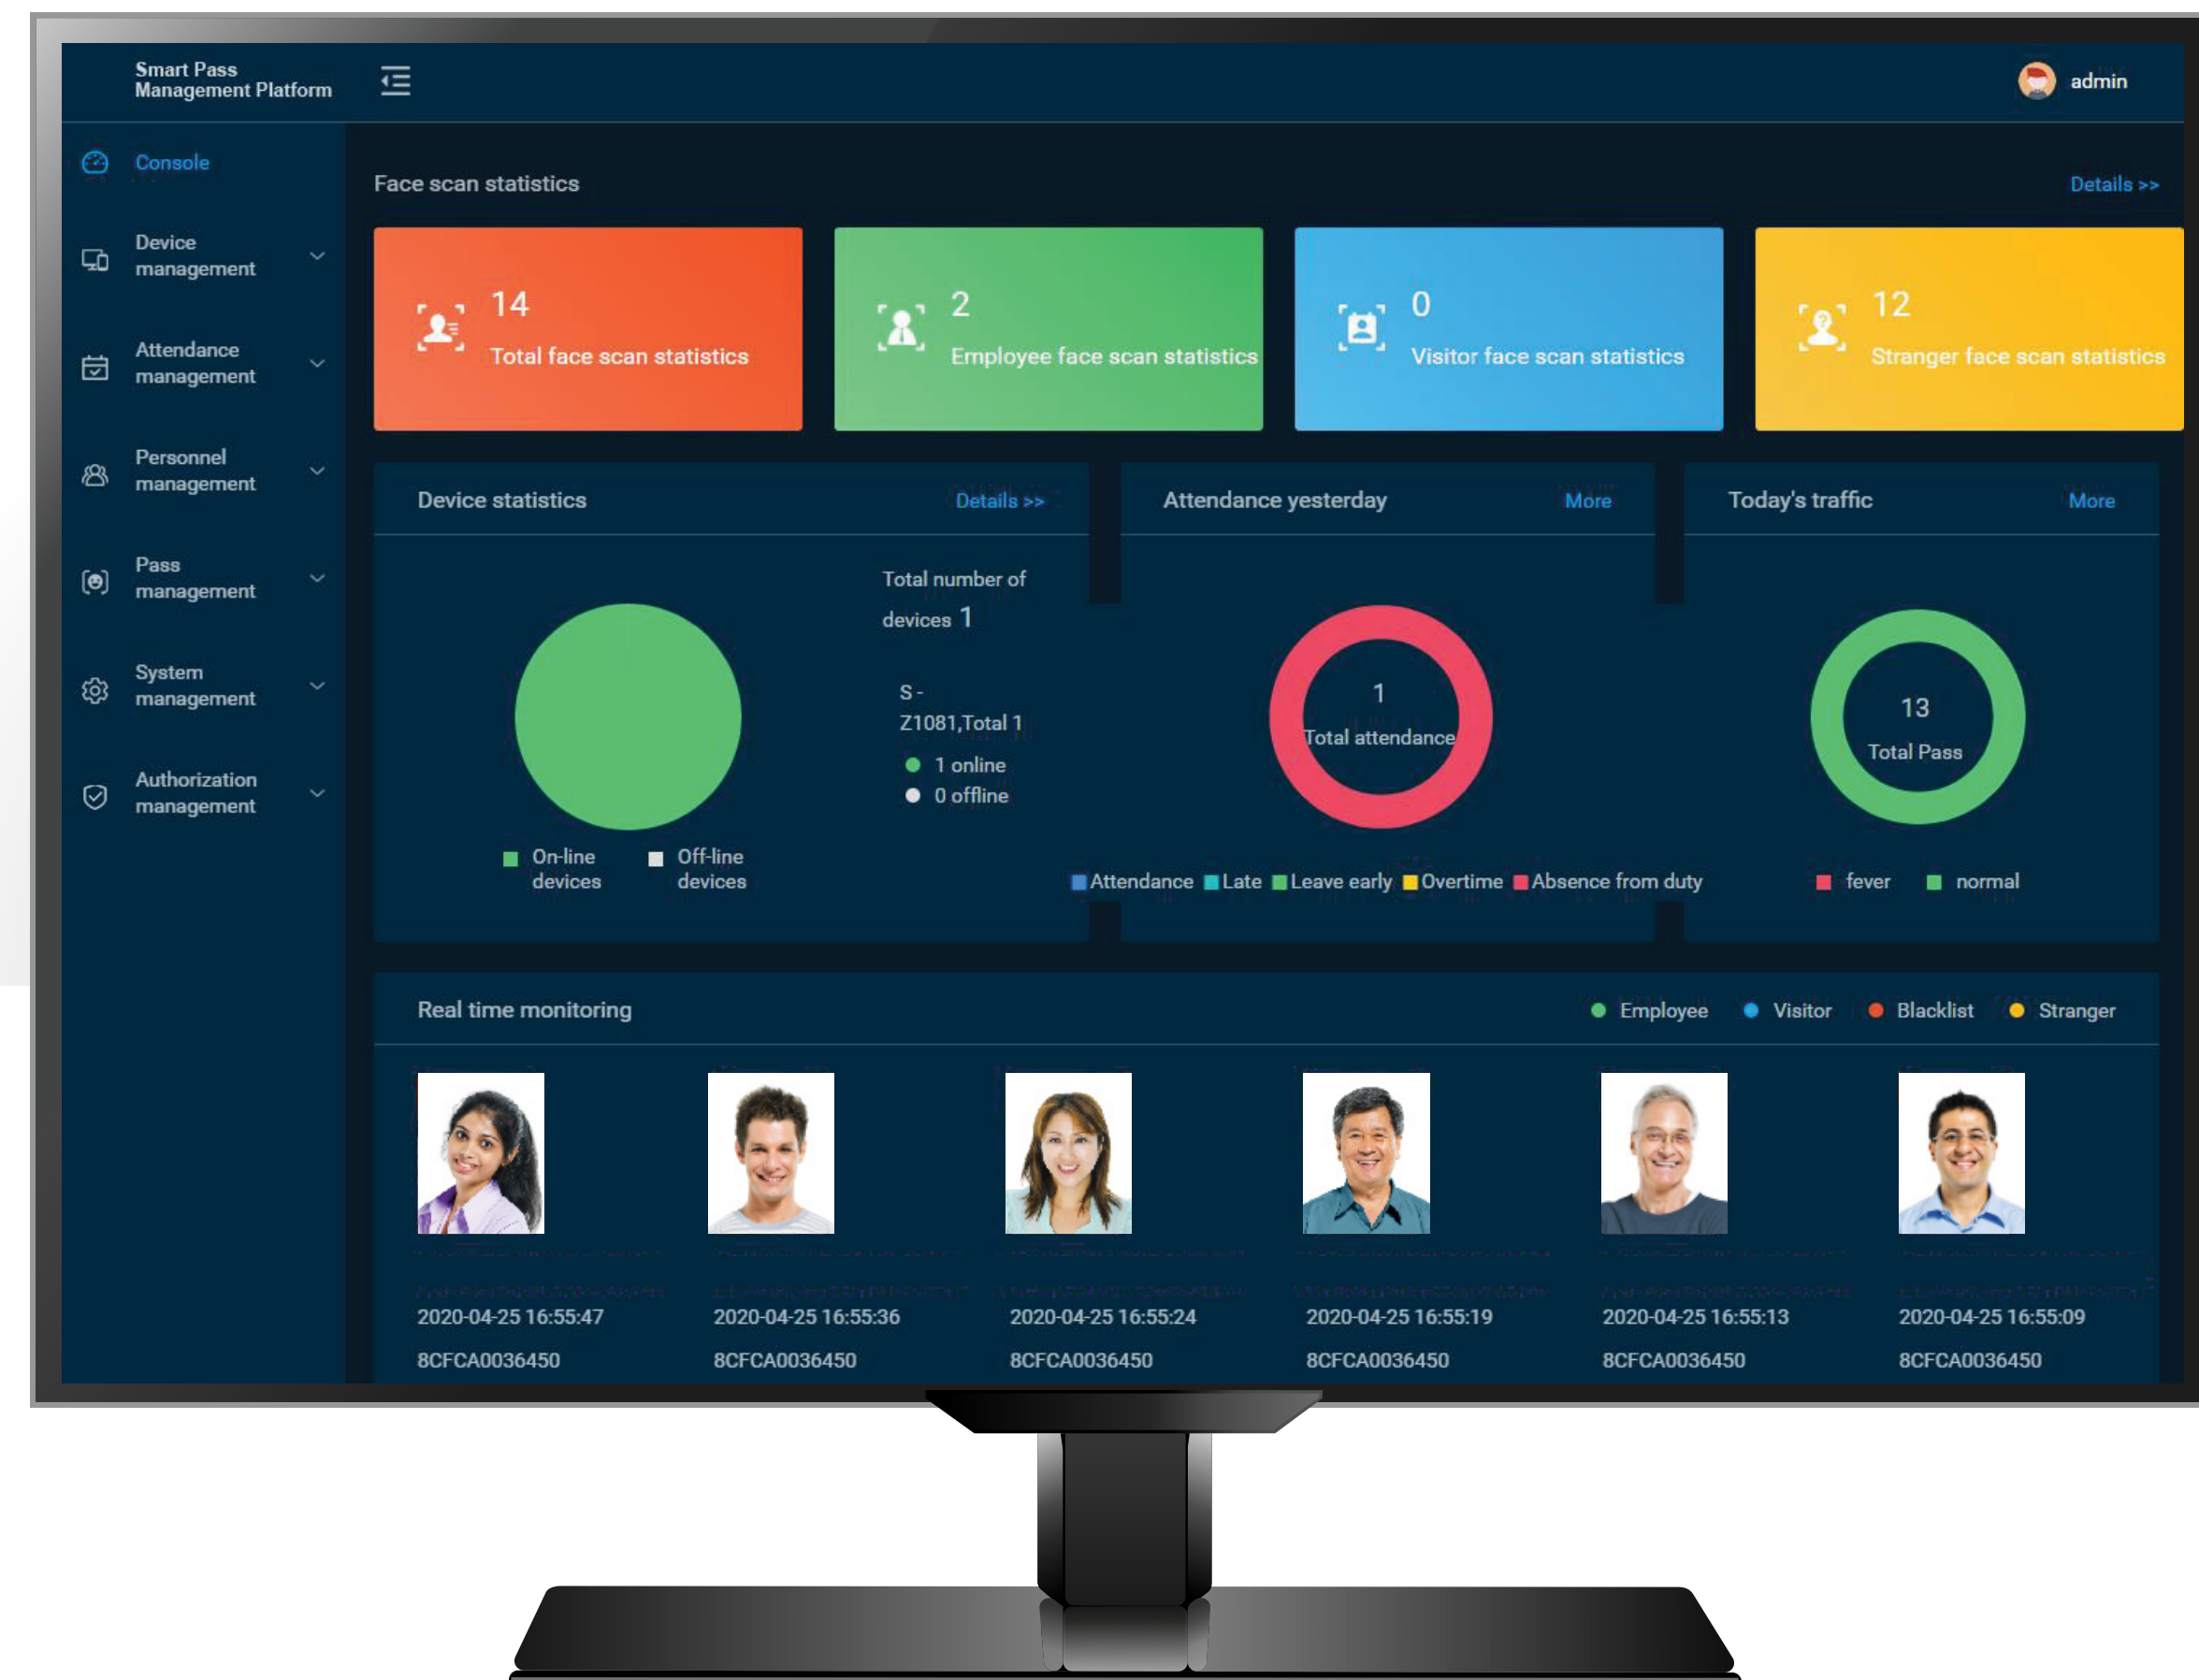 Smart Pass
Management Platform
admin
Console
Device
management
Attendance
management
Personnel
management
Pass
management
System
management
Authorization
management
Face scan statistics
Details >>
14
Total face scan statistics
2
Employee face scan statistics
0
Visitor face scan statistics
12
Stranger face scan statistics
Device statistics
Details >>
Total number of
devices 1
S -
Z1081,Total 1
1 online
0 offline
On-line
devices
Off-line
devices
Attendance yesterday
More
1
Total attendance
Attendance Late Leave early Overtime Absence from duty
Today's traffic
More
13
Total Pass
fever normal
Real time monitoring
Employee Visitor Blacklist Stranger
2020-04-25 16:55:47
8CFCA0036450
2020-04-25 16:55:36
8CFCA0036450
2020-04-25 16:55:24
8CFCA0036450
2020-04-25 16:55:19
8CFCA0036450
2020-04-25 16:55:13
8CFCA0036450
2020-04-25 16:55:09
8CFCA0036450